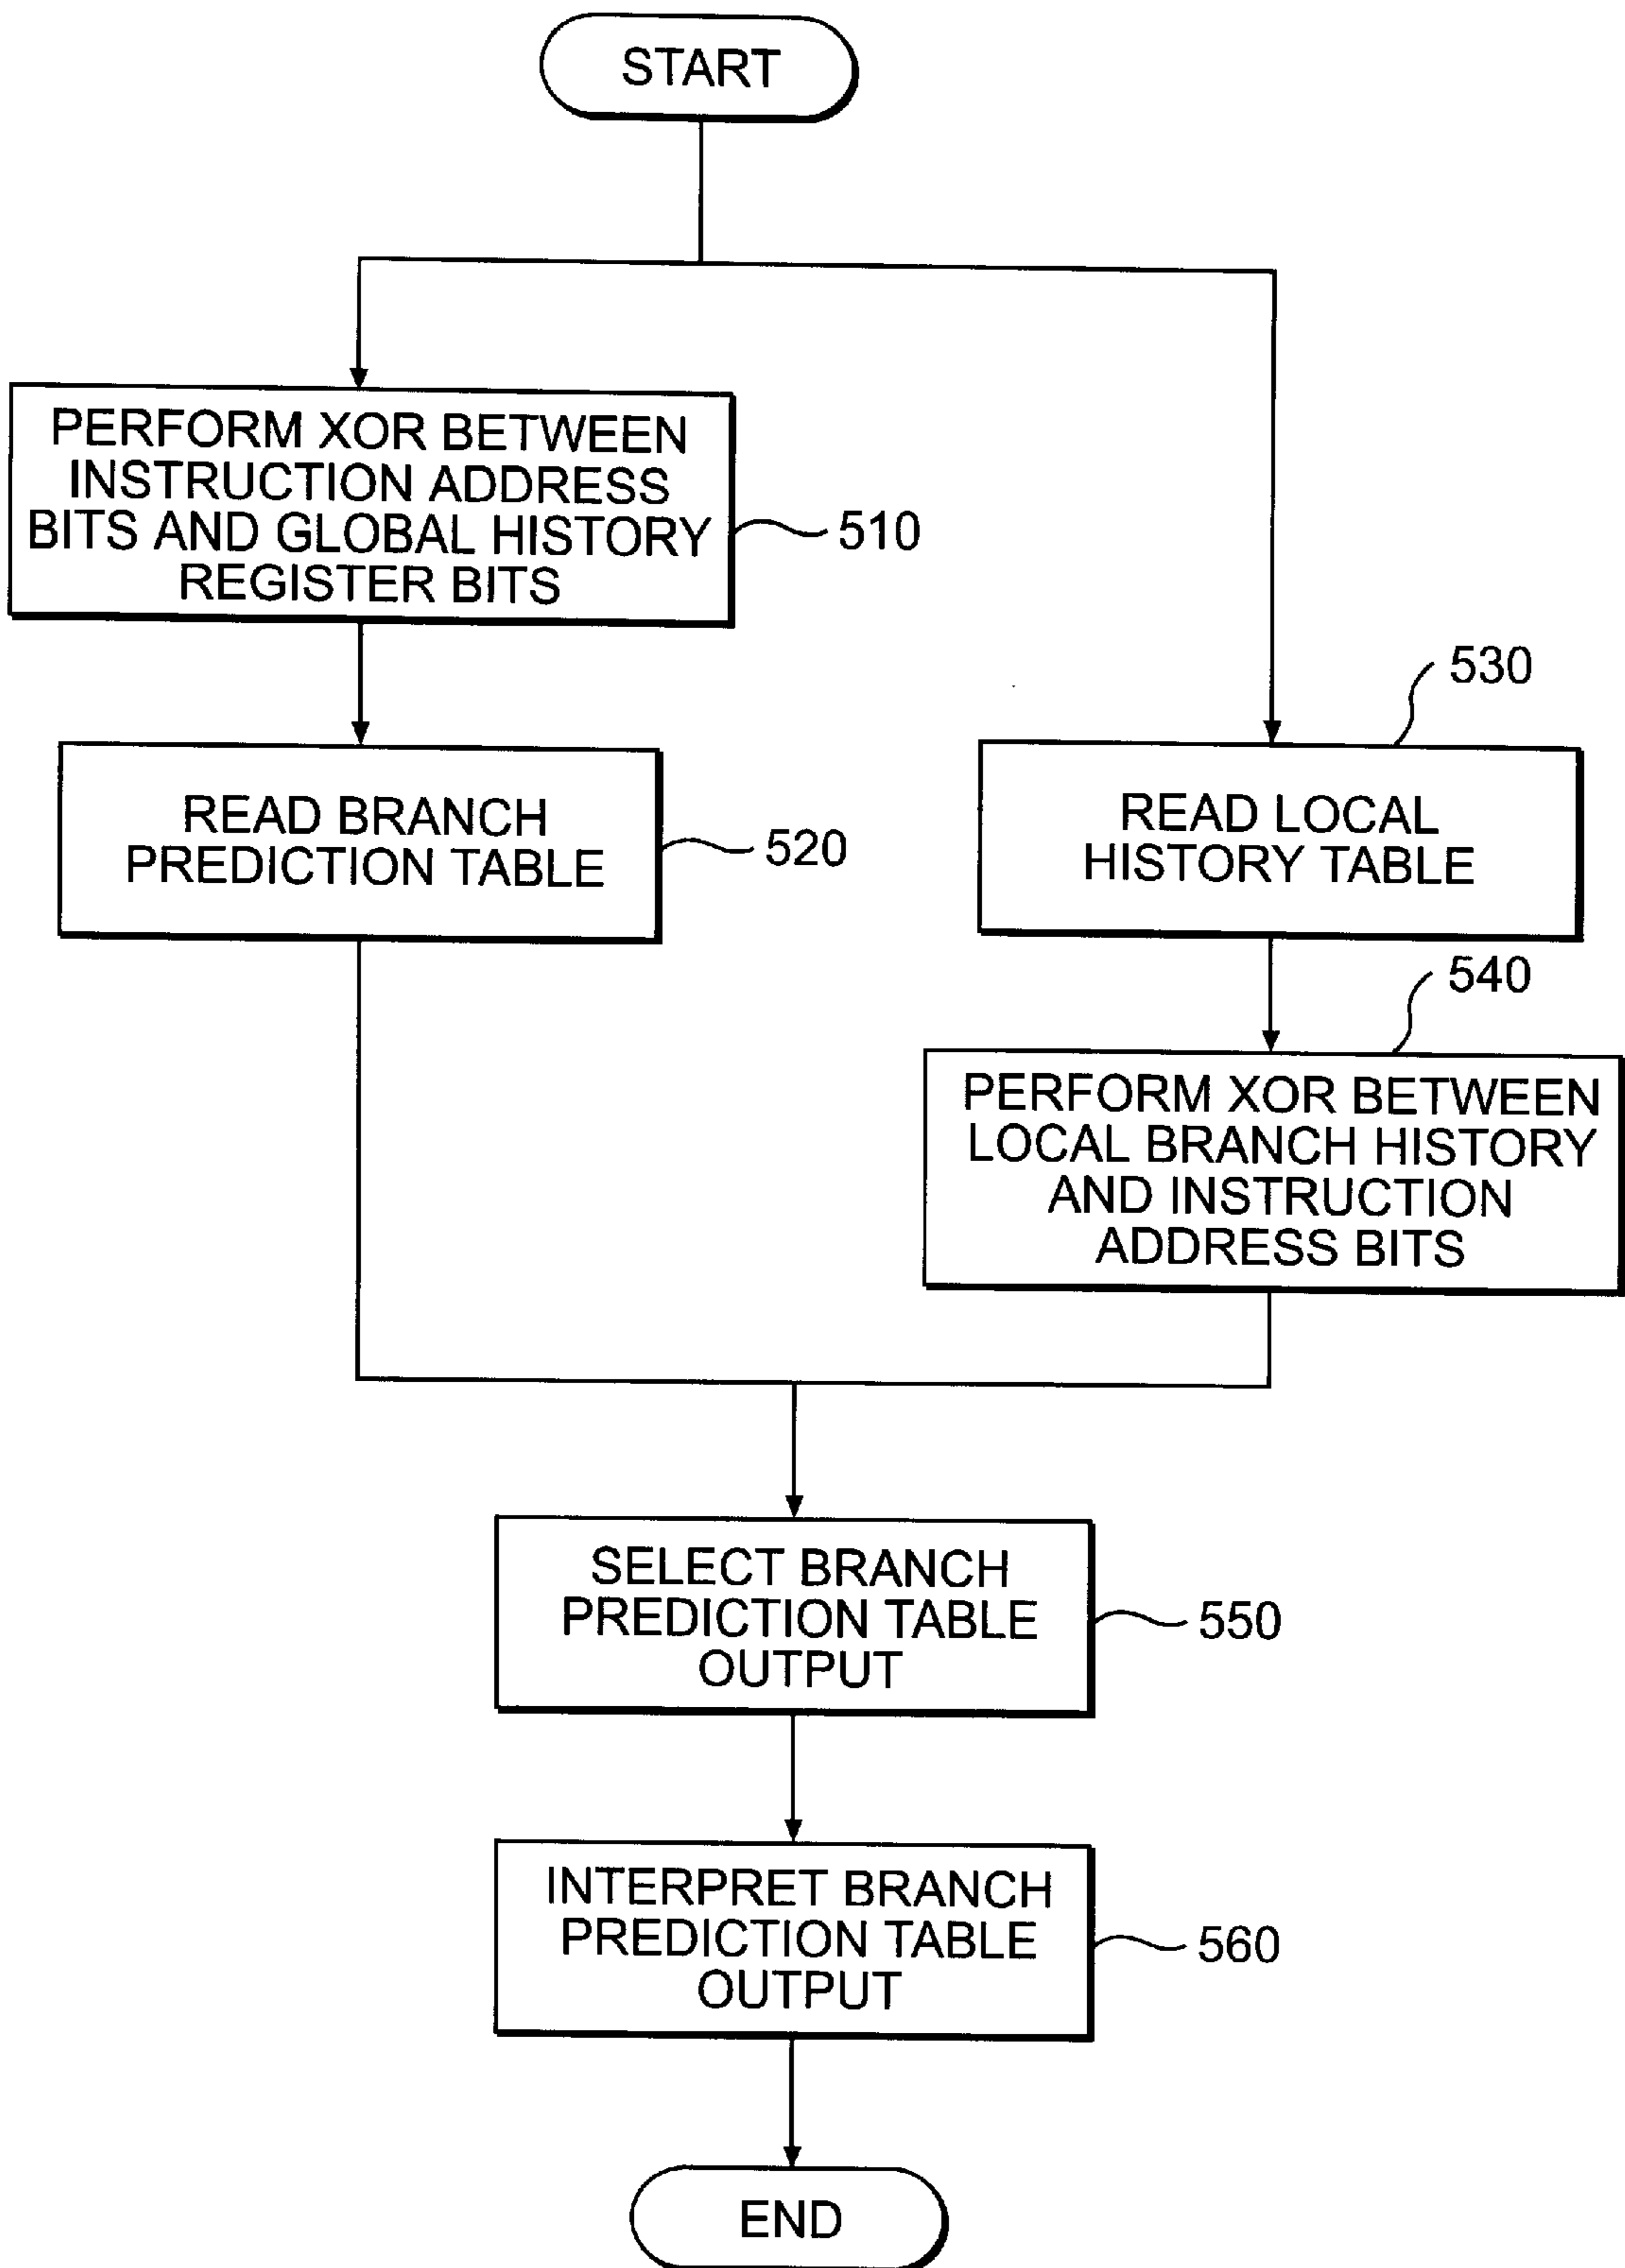 START
PERFORM XOR BETWEEN
INSTRUCTION ADDRESS
BITS AND GLOBAL HISTORY
REGISTER BITS
510
READ BRANCH
PREDICTION TABLE
520
530
READ LOCAL
HISTORY TABLE
540
PERFORM XOR BETWEEN
LOCAL BRANCH HISTORY
AND INSTRUCTION
ADDRESS BITS
SELECT BRANCH
PREDICTION TABLE
OUTPUT
550
INTERPRET BRANCH
PREDICTION TABLE
OUTPUT
560
END